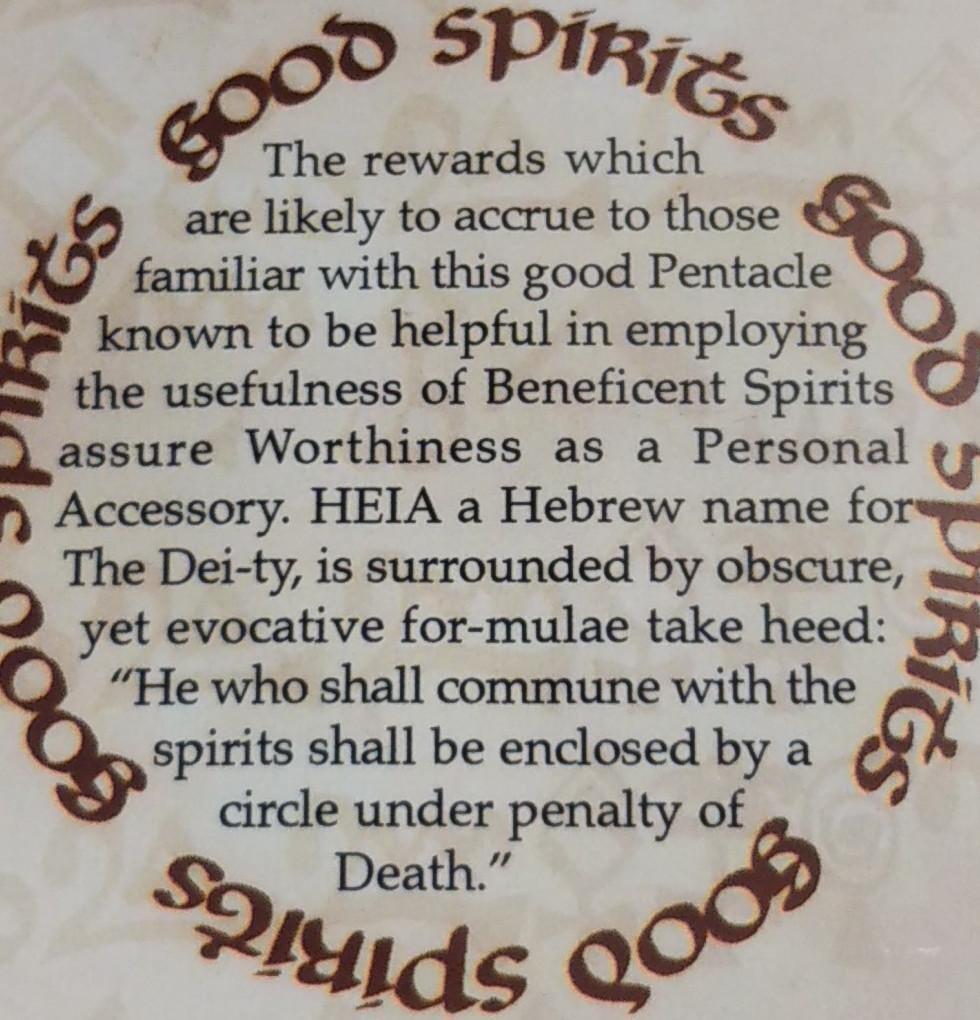 GOOD SPIRITS
GOOD SPIRITS
GOOD SPIRITS
GOOD SPIRITS
The rewards which
are likely to accrue to those
familiar with this good Pentacle
known to be helpful in employing
the usefulness of Beneficent Spirits
assure Worthiness as a Personal
Accessory. HEIA a Hebrew name for
The Dei-ty, is surrounded by obscure,
yet evocative for-mulae take heed:
“He who shall commune with the
spirits shall be enclosed by a
circle under penalty of
Death.”